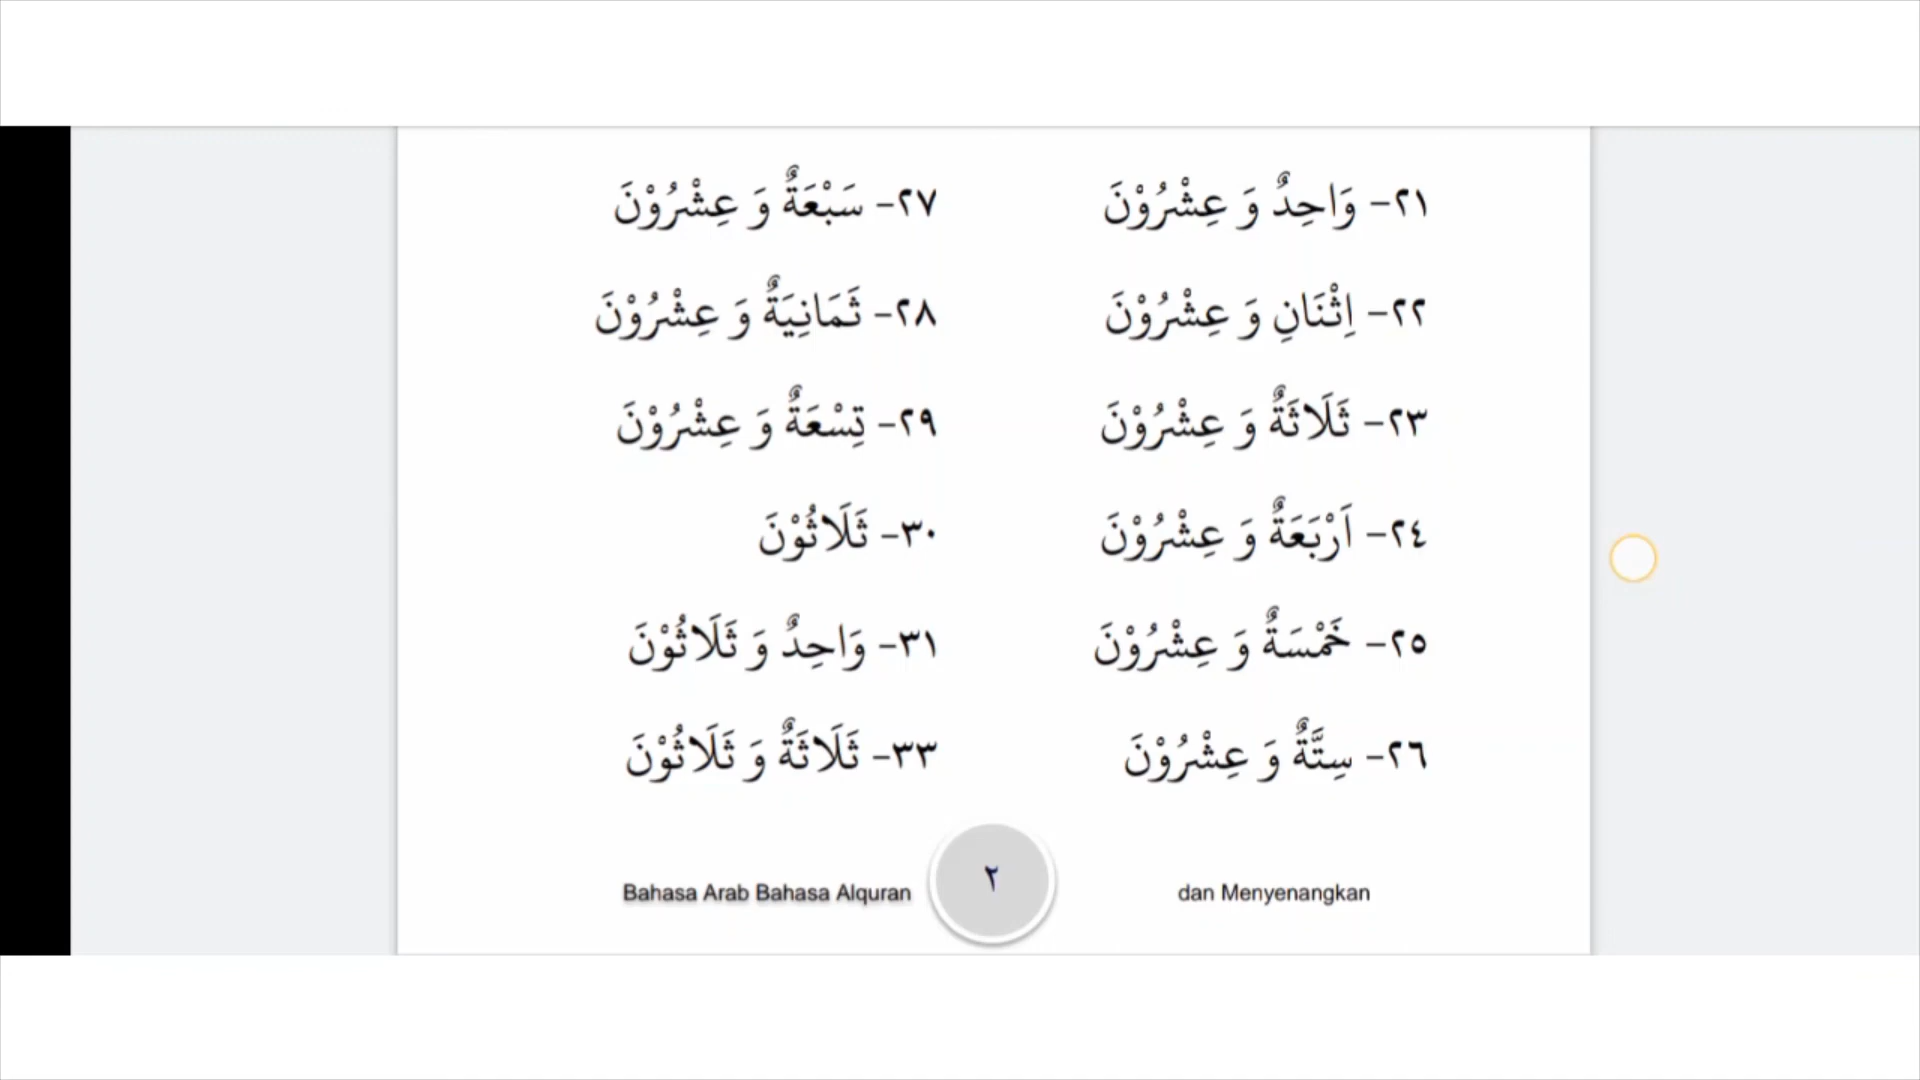 ٢١- وَاحِدٌ وَ عِشْرُوْنَ
٢٢- اِثْنَانِ وَ عِشْرُوْنَ
٢٣- ثَلَاثَةٌ وَ عِشْرُوْنَ
٢٤- اَرْبَعَةٌ وَ عِشْرُوْنَ
٢٥- خَمْسَةٌ وَ عِشْرُوْنَ
٢٦- سِتَّةٌ وَ عِشْرُوْنَ
٢٧- سَبْعَةٌ وَ عِشْرُوْنَ
٢٨- ثَمَانِيَةٌ وَ عِشْرُوْنَ
٢٩- تِسْعَةٌ وَ عِشْرُوْنَ
٣٠- ثَلَاثُوْنَ
٣١- وَاحِدٌ وَ ثَلَاثُوْنَ
٣٣- ثَلَاثَةٌ وَ ثَلَاثُوْنَ
Bahasa Arab Bahasa Alquran
٢
dan Menyenangkan